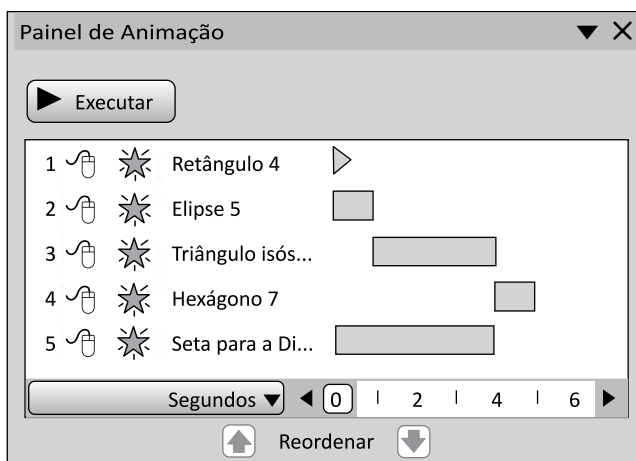 Painel de Animação
Executar
1 Retângulo 4
2 Elipse 5
3 Triângulo isós...
4 Hexágono 7
5 Seta para a Di...
Segundos 0 2 4 6
Reordenar